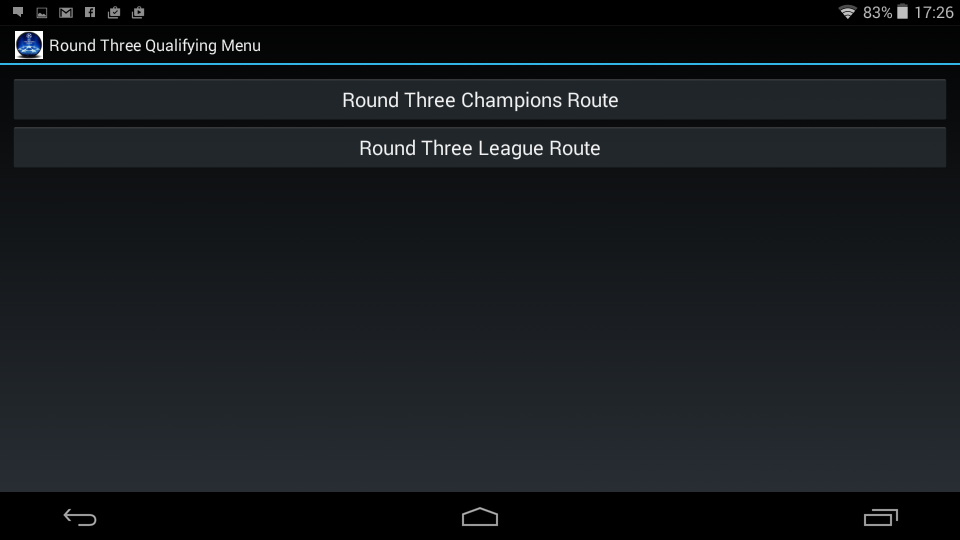 83% 17:26
Round Three Qualifying Menu
Round Three Champions Route
Round Three League Route